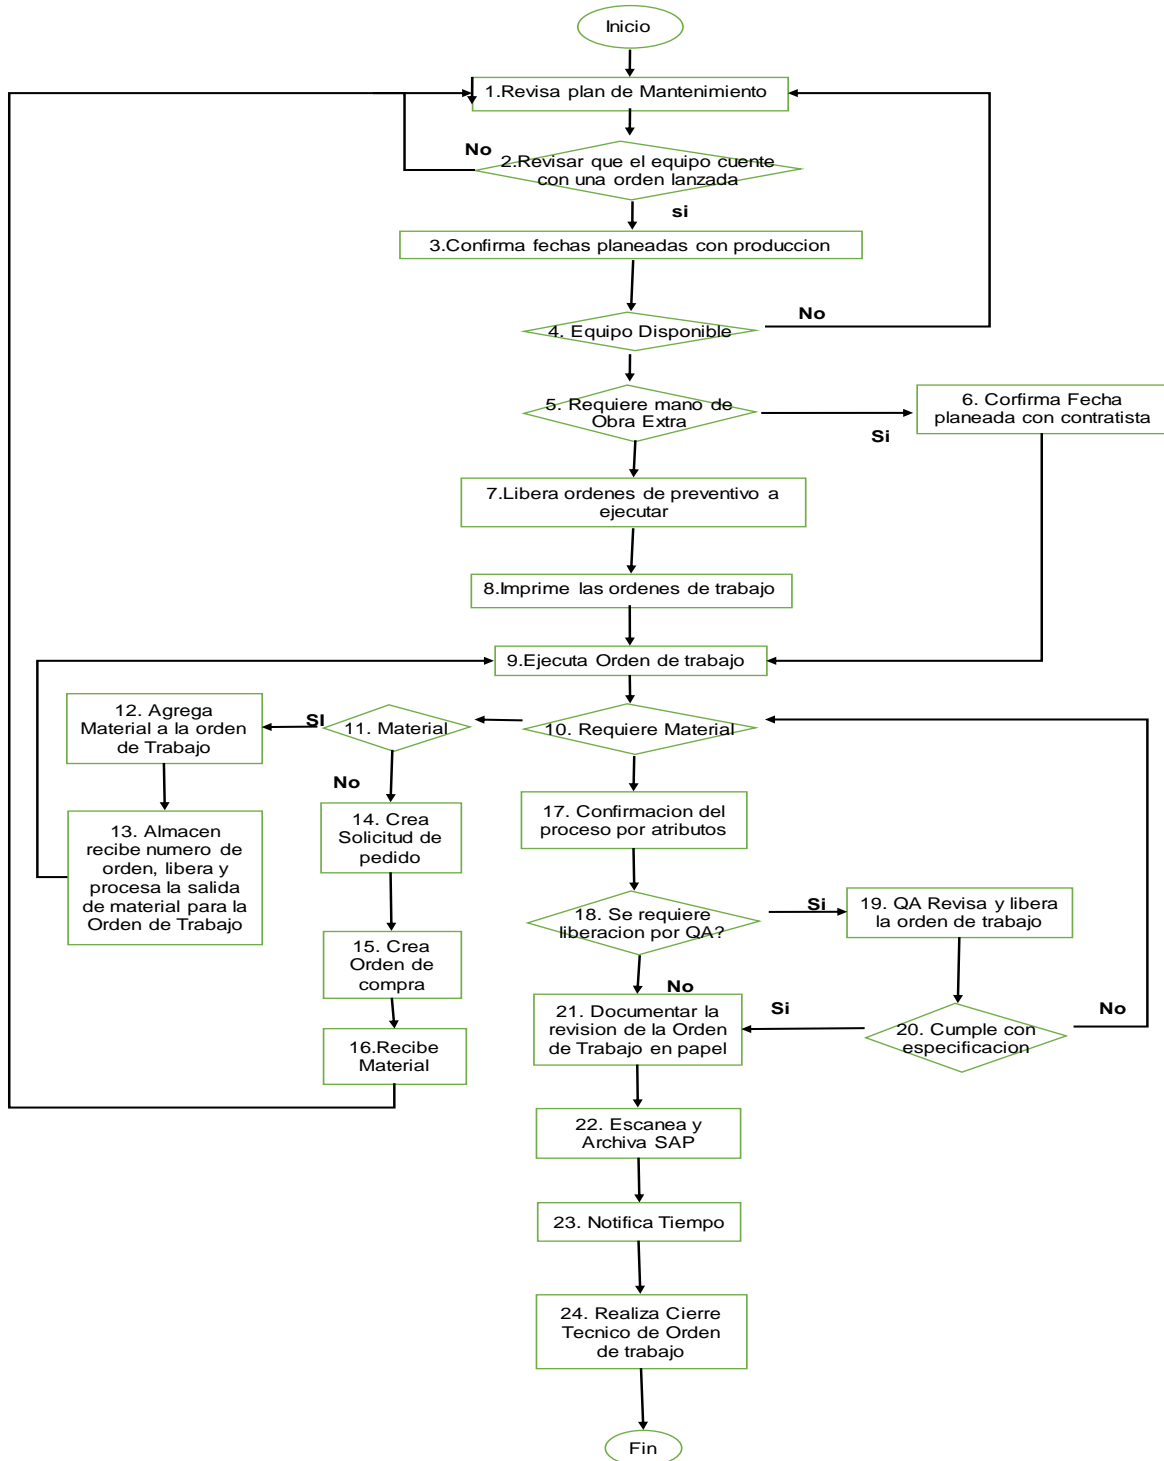 Inicio
1.Revisa plan de Mantenimiento
No
2.Revisar que el equipo cuente
con una orden lanzada
si
3.Confirma fechas planeadas con produccion
No
4. Equipo Disponible
5. Requiere mano de
Obra Extra
Si
6. Corfirma Fecha
planeada con contratista
7.Libera ordenes de preventivo a
ejecutar
8.Imprime las ordenes de trabajo
9.Ejecuta Orden de trabajo
10. Requiere Material
11. Material
SI
12. Agrega
Material a la orden
de Trabajo
No
13. Almacen
recibe numero de
orden, libera y
procesa la salida
de material para la
Orden de Trabajo
14. Crea
Solicitud de
pedido
15. Crea
Orden de
compra
16.Recibe
Material
17. Confirmacion del
proceso por atributos
18. Se requiere
liberacion por QA?
Si
19. QA Revisa y libera
la orden de trabajo
No
20. Cumple con
especificacion
Si
No
21. Documentar la
revision de la Orden
de Trabajo en papel
22. Escanea y
Archiva SAP
23. Notifica Tiempo
24. Realiza Cierre
Tecnico de Orden
de trabajo
Fin